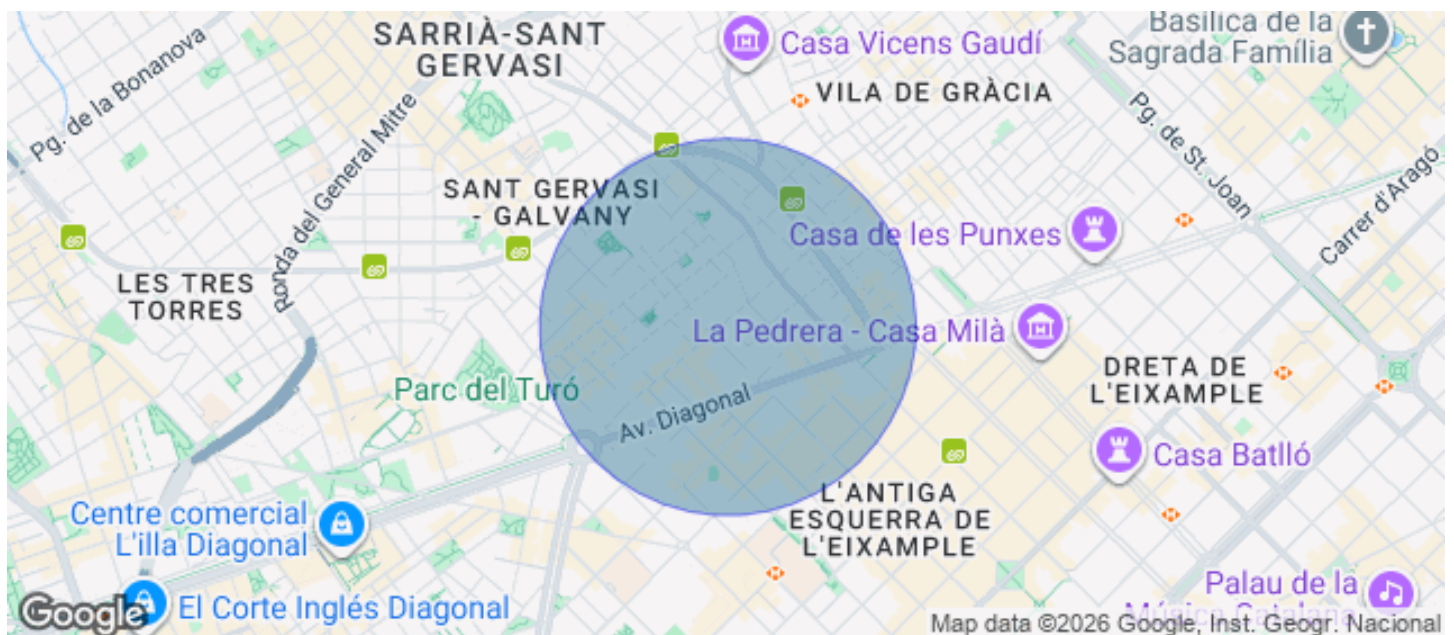 Basílica de la
Sagrada Família
SARRIÀ-SANT
GERVASI
Casa Vicens Gaudí
Pg. de la Bonanova
VILA DE GRÀCIA
Ronda del General Mitre
Pg. de St. Joan
SANT GERVASI
- GALVANY
Carrer d'Aragó
Casa de les Punxes
LES TRES
TORRES
La Pedrera - Casa Milà
DRETA DE
L'EIXAMPLE
Parc del Turó
Av. Diagonal
Casa Batlló
L'ANTIGA
ESQUERRA DE
L'EIXAMPLE
Centre comercial
L'illa Diagonal
Palau de la
Música Catalana
El Corte Inglés Diagonal
Google
Map data ©2026 Google, Inst. Geogr. Nacional